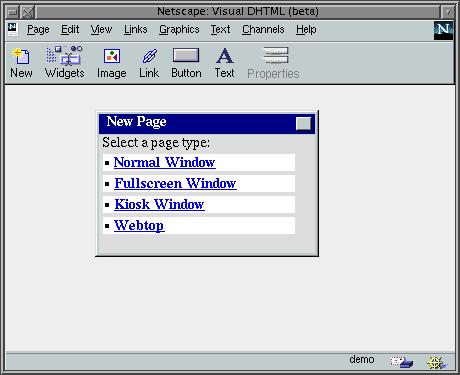 Netscape: Visual DHTML (beta)
N Page Edit View Links Graphics Text Channels Help N
New Widgets Image Link Button Text Properties
New Page
Select a page type:
Normal Window
Fullscreen Window
Kiosk Window
Webtop
demo